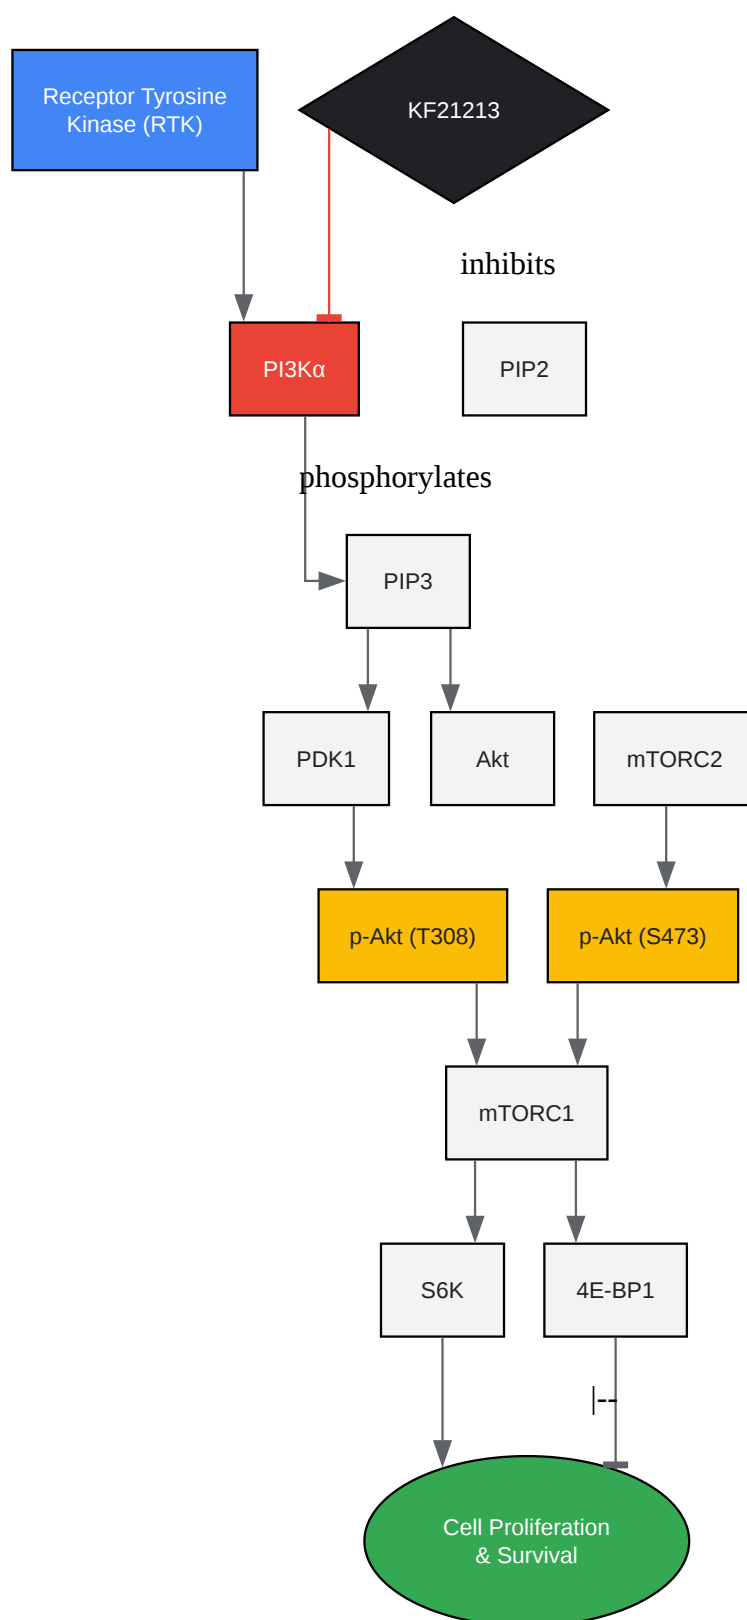 Receptor Tyrosine
Kinase (RTK)
KF21213
inhibits
PI3Kα
PIP2
phosphorylates
PIP3
PDK1
Akt
mTORC2
p-Akt (T308)
p-Akt (S473)
mTORC1
S6K
4E-BP1
|--
Cell Proliferation
& Survival